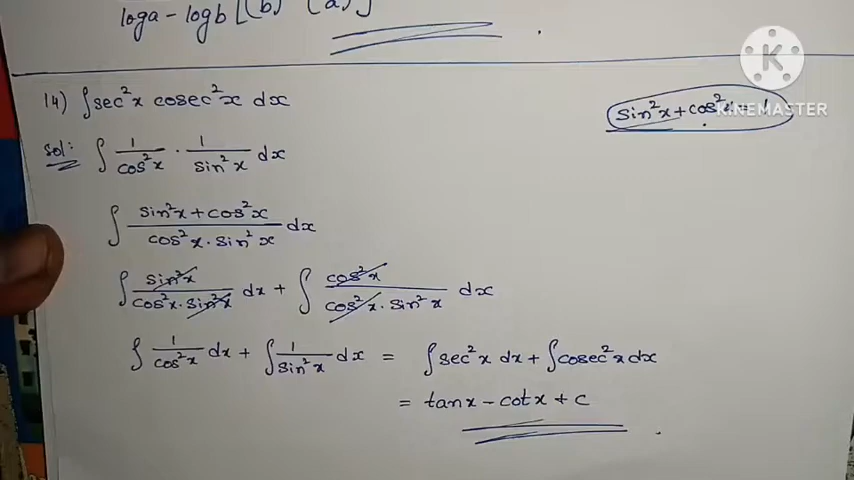 loga - logb [(b) (a)]
14) ∫sec²x cosec²x dx
sin²x + cos²x = 1
K
KINEMASTER
Sol: ∫ 1/cos²x · 1/sin²x dx
∫ sin²x + cos²x / cos²x · sin²x dx
∫ sin²x / cos²x · sin²x dx + ∫ cos²x / cos²x · sin²x dx
∫ 1/cos²x dx + ∫ 1/sin²x dx = ∫sec²x dx + ∫cosec²x dx
= tanx - cotx + c